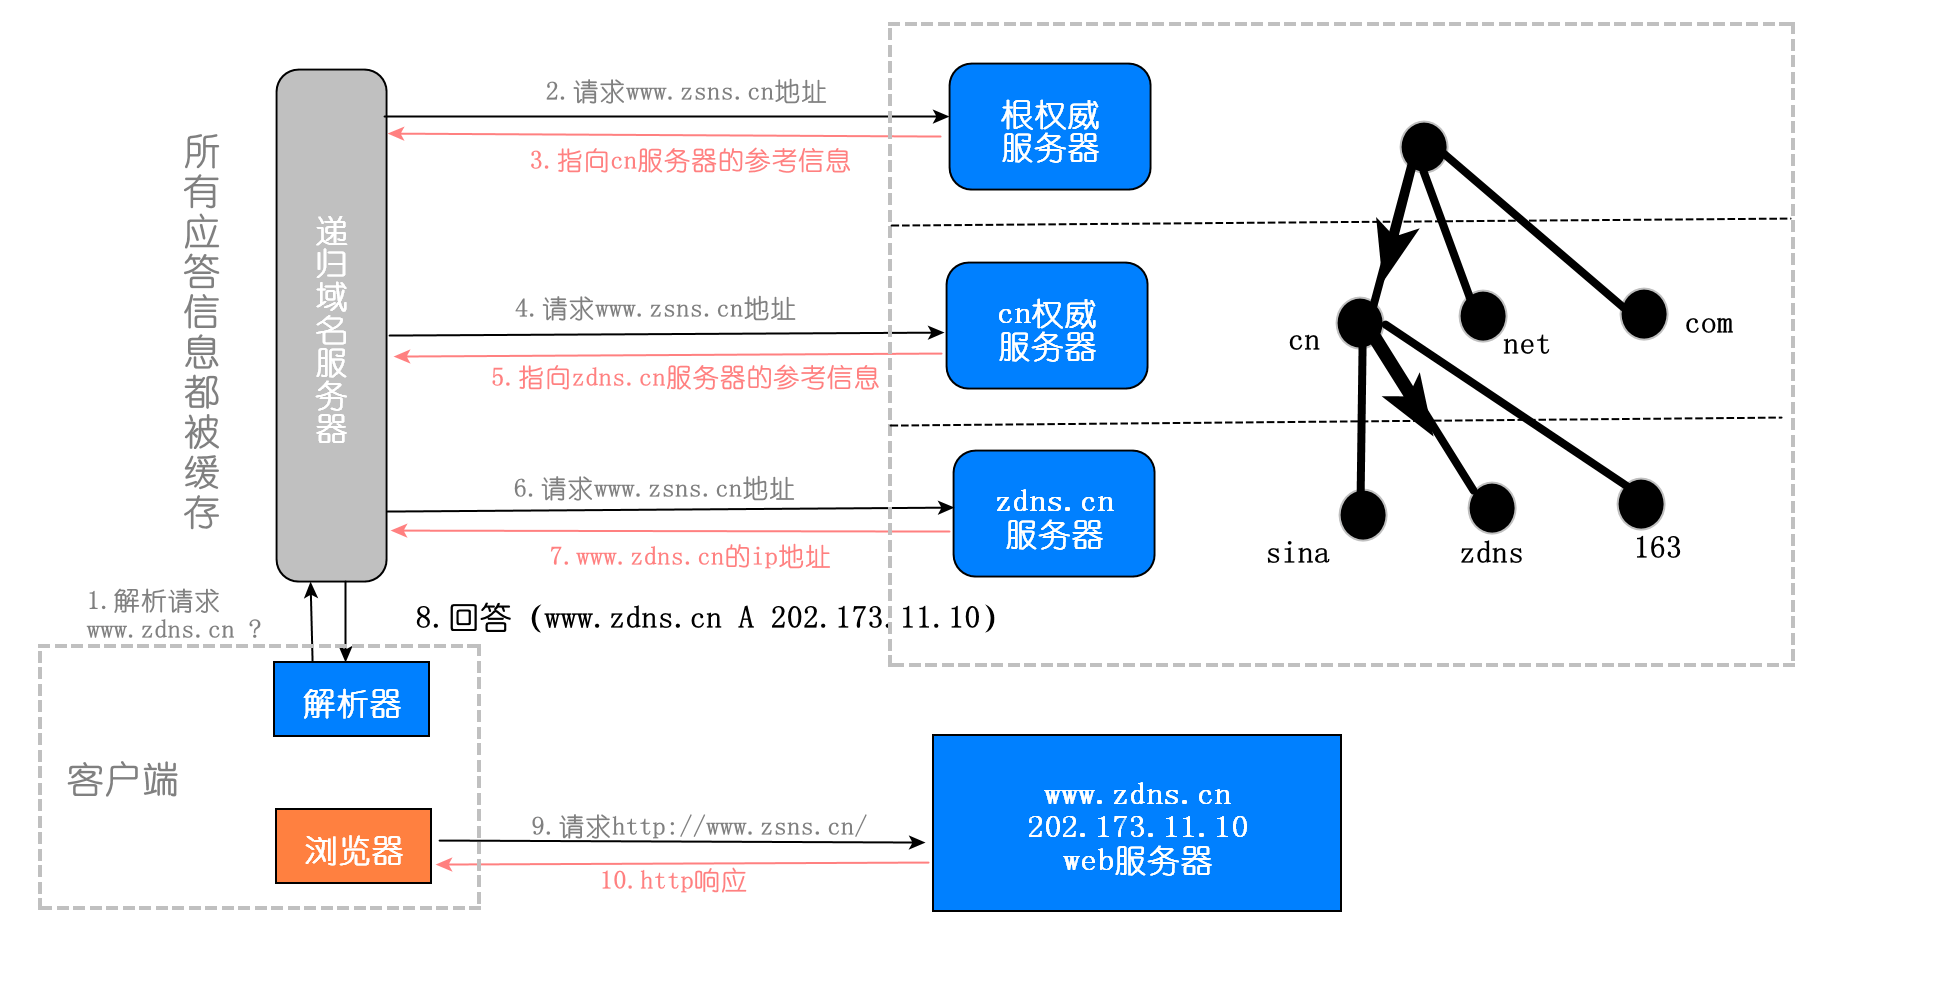 所有应答信息都被缓存
递归域名服务器
2.请求www.zsns.cn地址
3.指向cn服务器的参考信息
根权威
服务器
4.请求www.zsns.cn地址
5.指向zdns.cn服务器的参考信息
cn权威
服务器
6.请求www.zsns.cn地址
7.www.zdns.cn的ip地址
zdns.cn
服务器
cn
net
com
sina
zdns
163
1.解析请求
www.zdns.cn ?
8.回答 (www.zdns.cn A 202.173.11.10)
解析器
客户端
浏览器
9.请求http://www.zsns.cn/
10.http响应
www.zdns.cn
202.173.11.10
web服务器